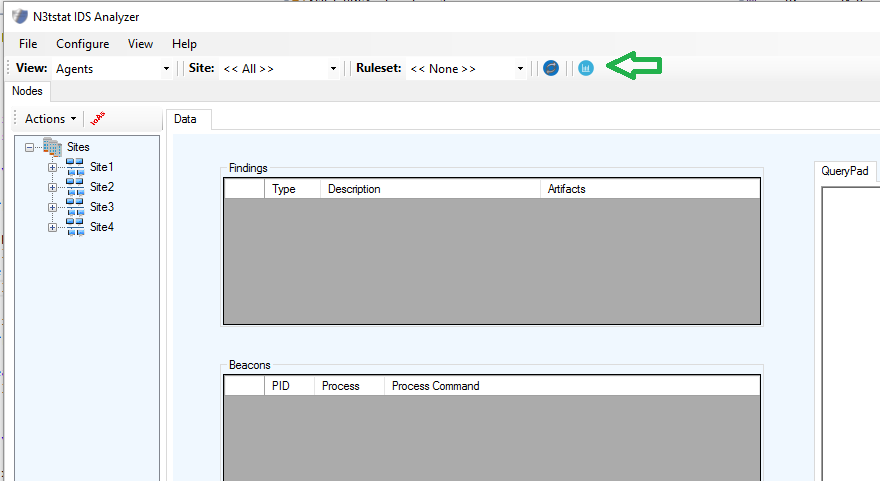 N3tstat IDS Analyzer
File Configure View Help
View: Agents Site: << All >> Ruleset: << None >>
Nodes
Actions IoAs Data
Sites
Site1
Site2
Site3
Site4
Findings
Type Description Artifacts
QueryPad
Beacons
PID Process Process Command